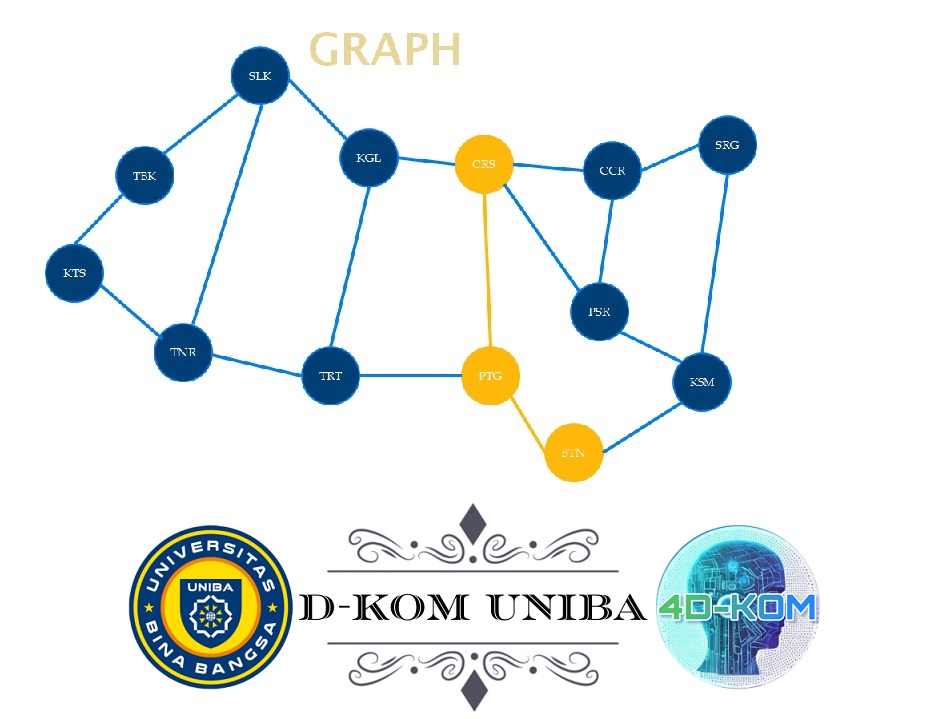 GRAPH
SLK
KGL
CRS
CCR
SRG
TBK
KTS
PSR
TNR
TRT
PTG
KSM
BTN
UNIVERSITAS
UNIBA
BINA BANGSA
D-KOM UNIBA
4D-KOM